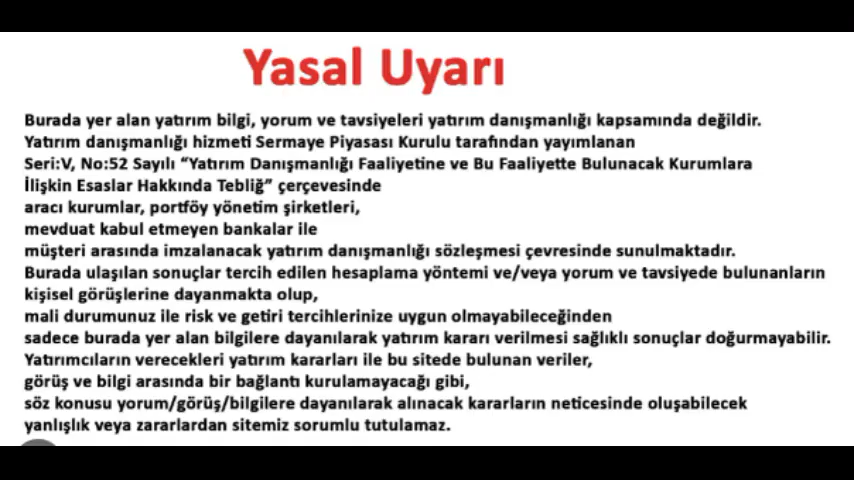 Yasal Uyarı
Burada yer alan yatırım bilgi, yorum ve tavsiyeleri yatırım danışmanlığı kapsamında değildir.
Yatırım danışmanlığı hizmeti Sermaye Piyasası Kurulu tarafından yayımlanan
Seri:V, No:52 Sayılı “Yatırım Danışmanlığı Faaliyetine ve Bu Faaliyette Bulunacak Kurumlara
İlişkin Esaslar Hakkında Tebliğ” çerçevesinde
aracı kurumlar, portföy yönetim şirketleri,
mevduat kabul etmeyen bankalar ile
müşteri arasında imzalanacak yatırım danışmanlığı sözleşmesi çevresinde sunulmaktadır.
Burada ulaşılan sonuçlar tercih edilen hesaplama yöntemi ve/veya yorum ve tavsiyede bulunanların
kişisel görüşlerine dayanmakta olup,
mali durumunuz ile risk ve getiri tercihlerinize uygun olmayabileceğinden
sadece burada yer alan bilgilere dayanılarak yatırım kararı verilmesi sağlıklı sonuçlar doğurmayabilir.
Yatırımcıların verecekleri yatırım kararları ile bu sitede bulunan veriler,
görüş ve bilgi arasında bir bağlantı kurulamayacağı gibi,
söz konusu yorum/görüş/bilgilere dayanılarak alınacak kararların neticesinde oluşabilecek
yanlışlık veya zararlardan sitemiz sorumlu tutulamaz.